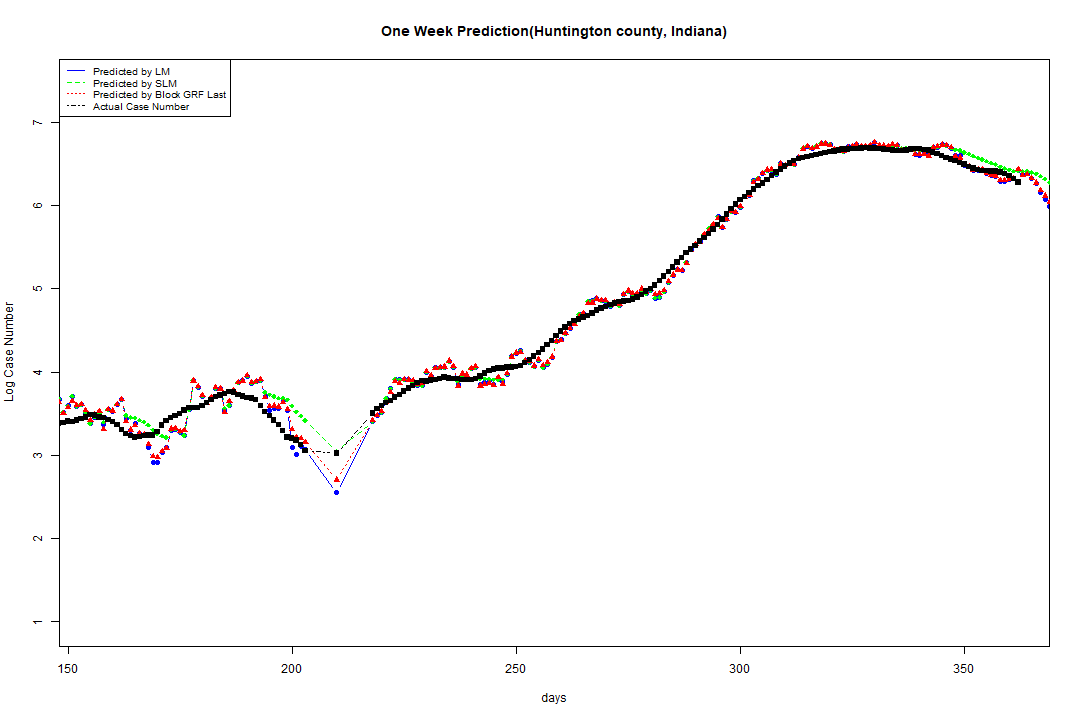 One Week Prediction(Huntington county, Indiana)
Predicted by LM
Predicted by SLM
Predicted by Block GRF Last
Actual Case Number
Log Case Number
7
6
5
4
3
2
1
150 200 250 300 350
days